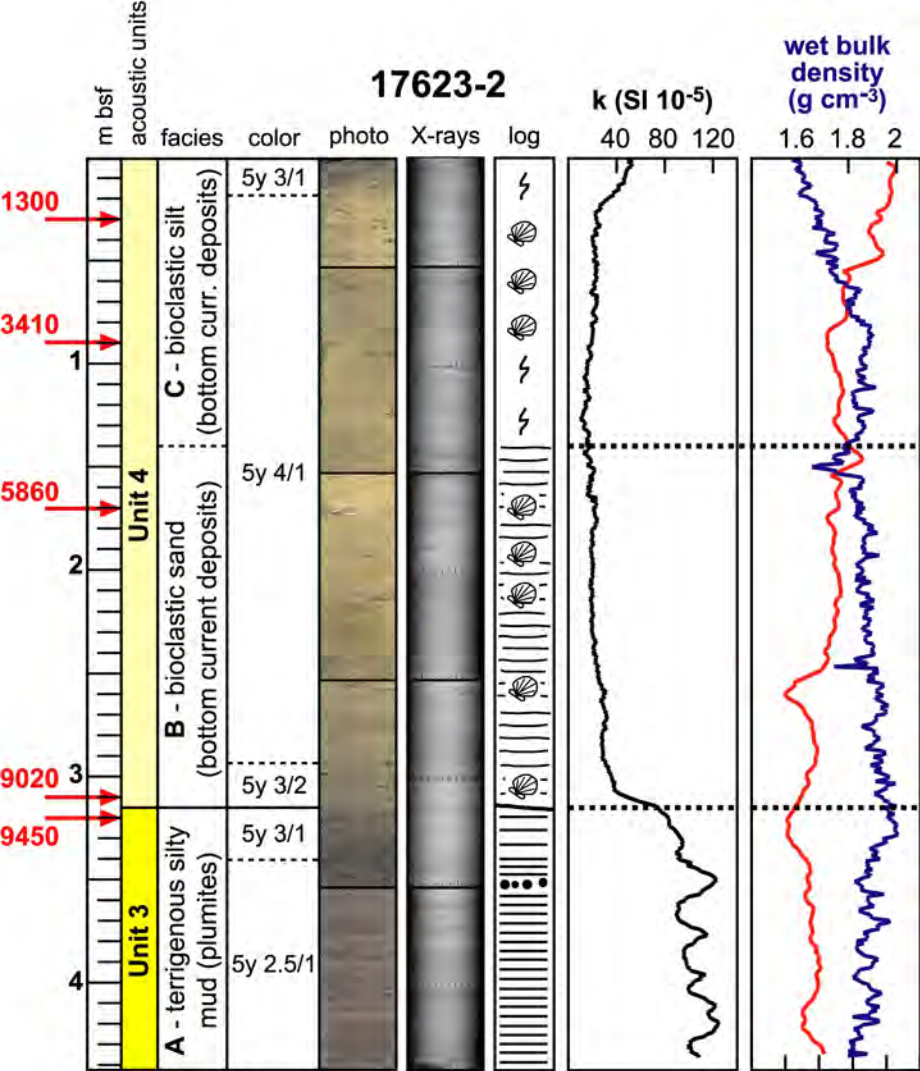 17623-2
m bsf
acoustic units
facies
color
photo
X-rays
log
k (SI 10-5)
40 80 120
wet bulk
density
(g cm-3)
1.6 1.8 2
1300
3410
5860
9020
9450
1
2
3
4
Unit 4
Unit 3
C - bioclastic silt
(bottom curr. deposits)
B - bioclastic sand
(bottom current deposits)
A - terrigenous silty
mud (plumites)
5y 3/1
5y 4/1
5y 3/2
5y 3/1
5y 2.5/1